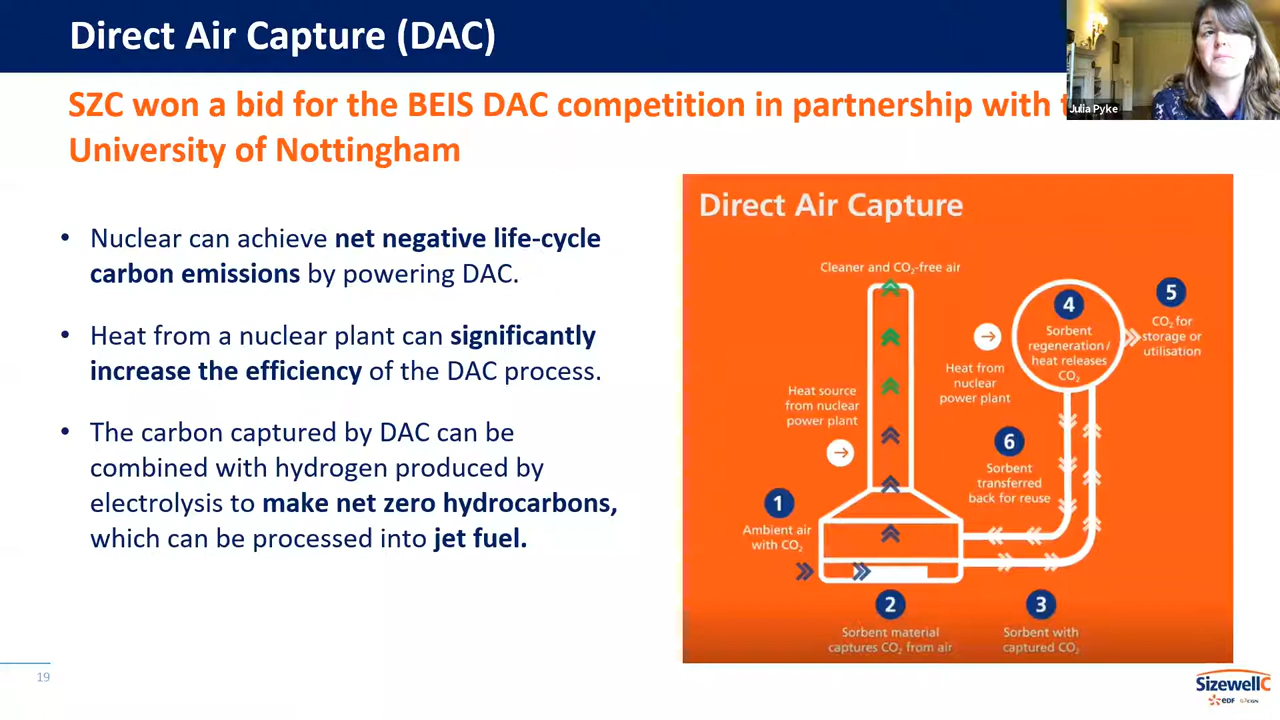 Direct Air Capture (DAC)
Julia Pyke
SZC won a bid for the BEIS DAC competition in partnership with
University of Nottingham
• Nuclear can achieve net negative life-cycle
carbon emissions by powering DAC.
• Heat from a nuclear plant can significantly
increase the efficiency of the DAC process.
• The carbon captured by DAC can be
combined with hydrogen produced by
electrolysis to make net zero hydrocarbons,
which can be processed into jet fuel.
Direct Air Capture
Cleaner and CO₂-free air
Heat source
from nuclear
power plant
1
Ambient air
with CO₂
2
Sorbent material
captures CO₂ from air
3
Sorbent with
captured CO₂
4
Sorbent
regeneration/
heat releases
CO₂
Heat from
nuclear
power plant
5
CO₂ for
storage or
utilisation
6
Sorbent
transferred
back for reuse
19
SizewellC
eDF CGN